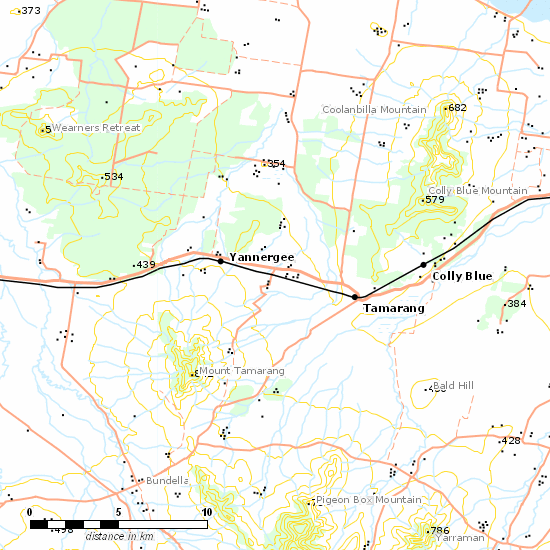 373
Coolanbilla Mountain
682
Wearners Retreat
354
534
Colly Blue Mountain
579
Yannergee
439
Colly Blue
384
Tamarang
Mount Tamarang
Bald Hill
428
Bundella
Pigeon Box Mountain
0 5 10
distance in km
498
786
Yarraman